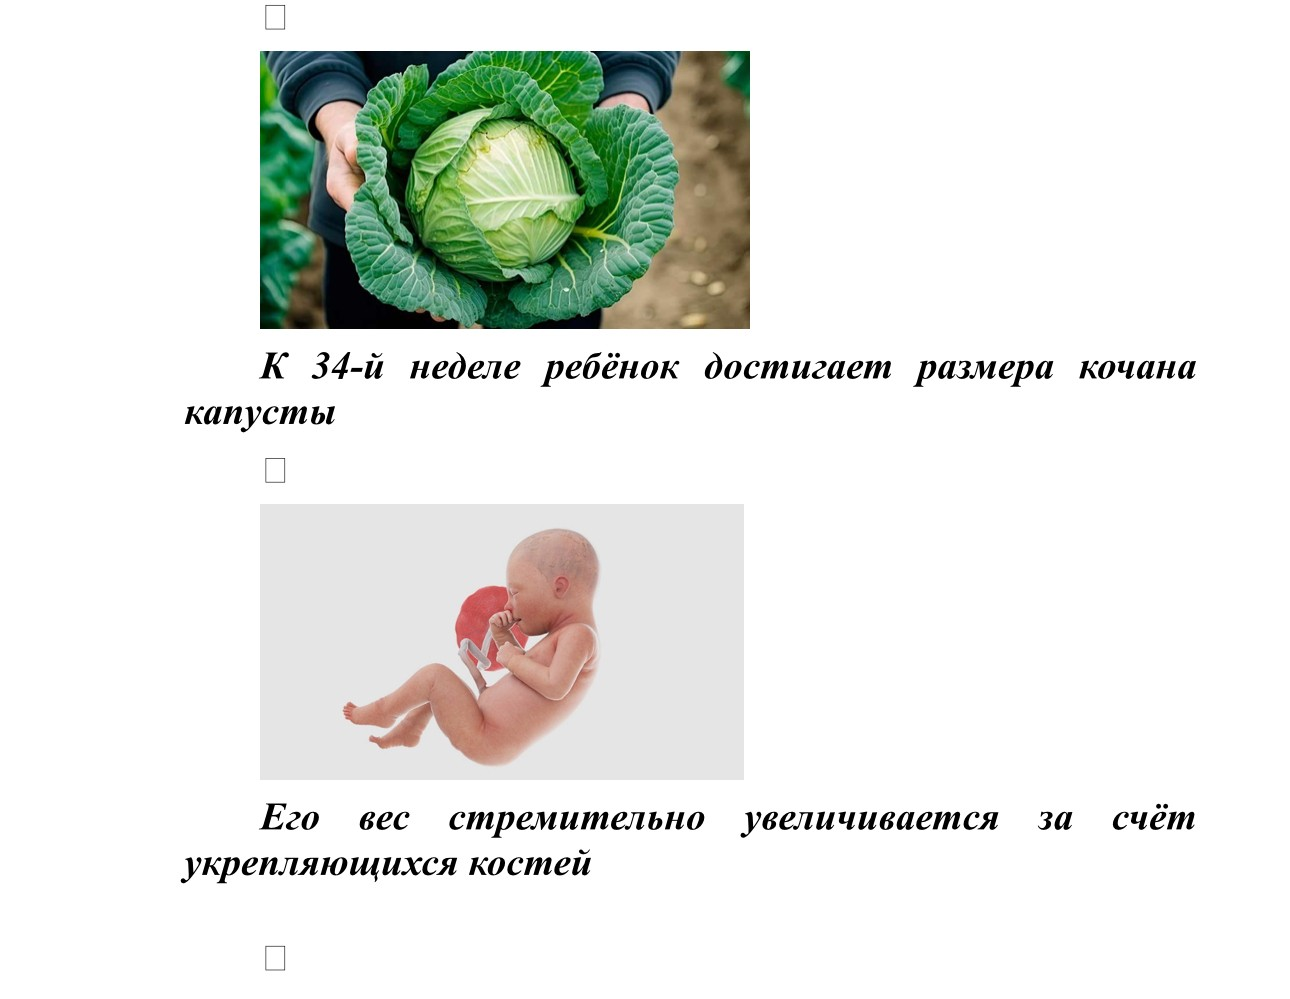 К 34-й неделе ребёнок достигает размера кочана
капусты
Его вес стремительно увеличивается за счёт
укрепляющихся костей